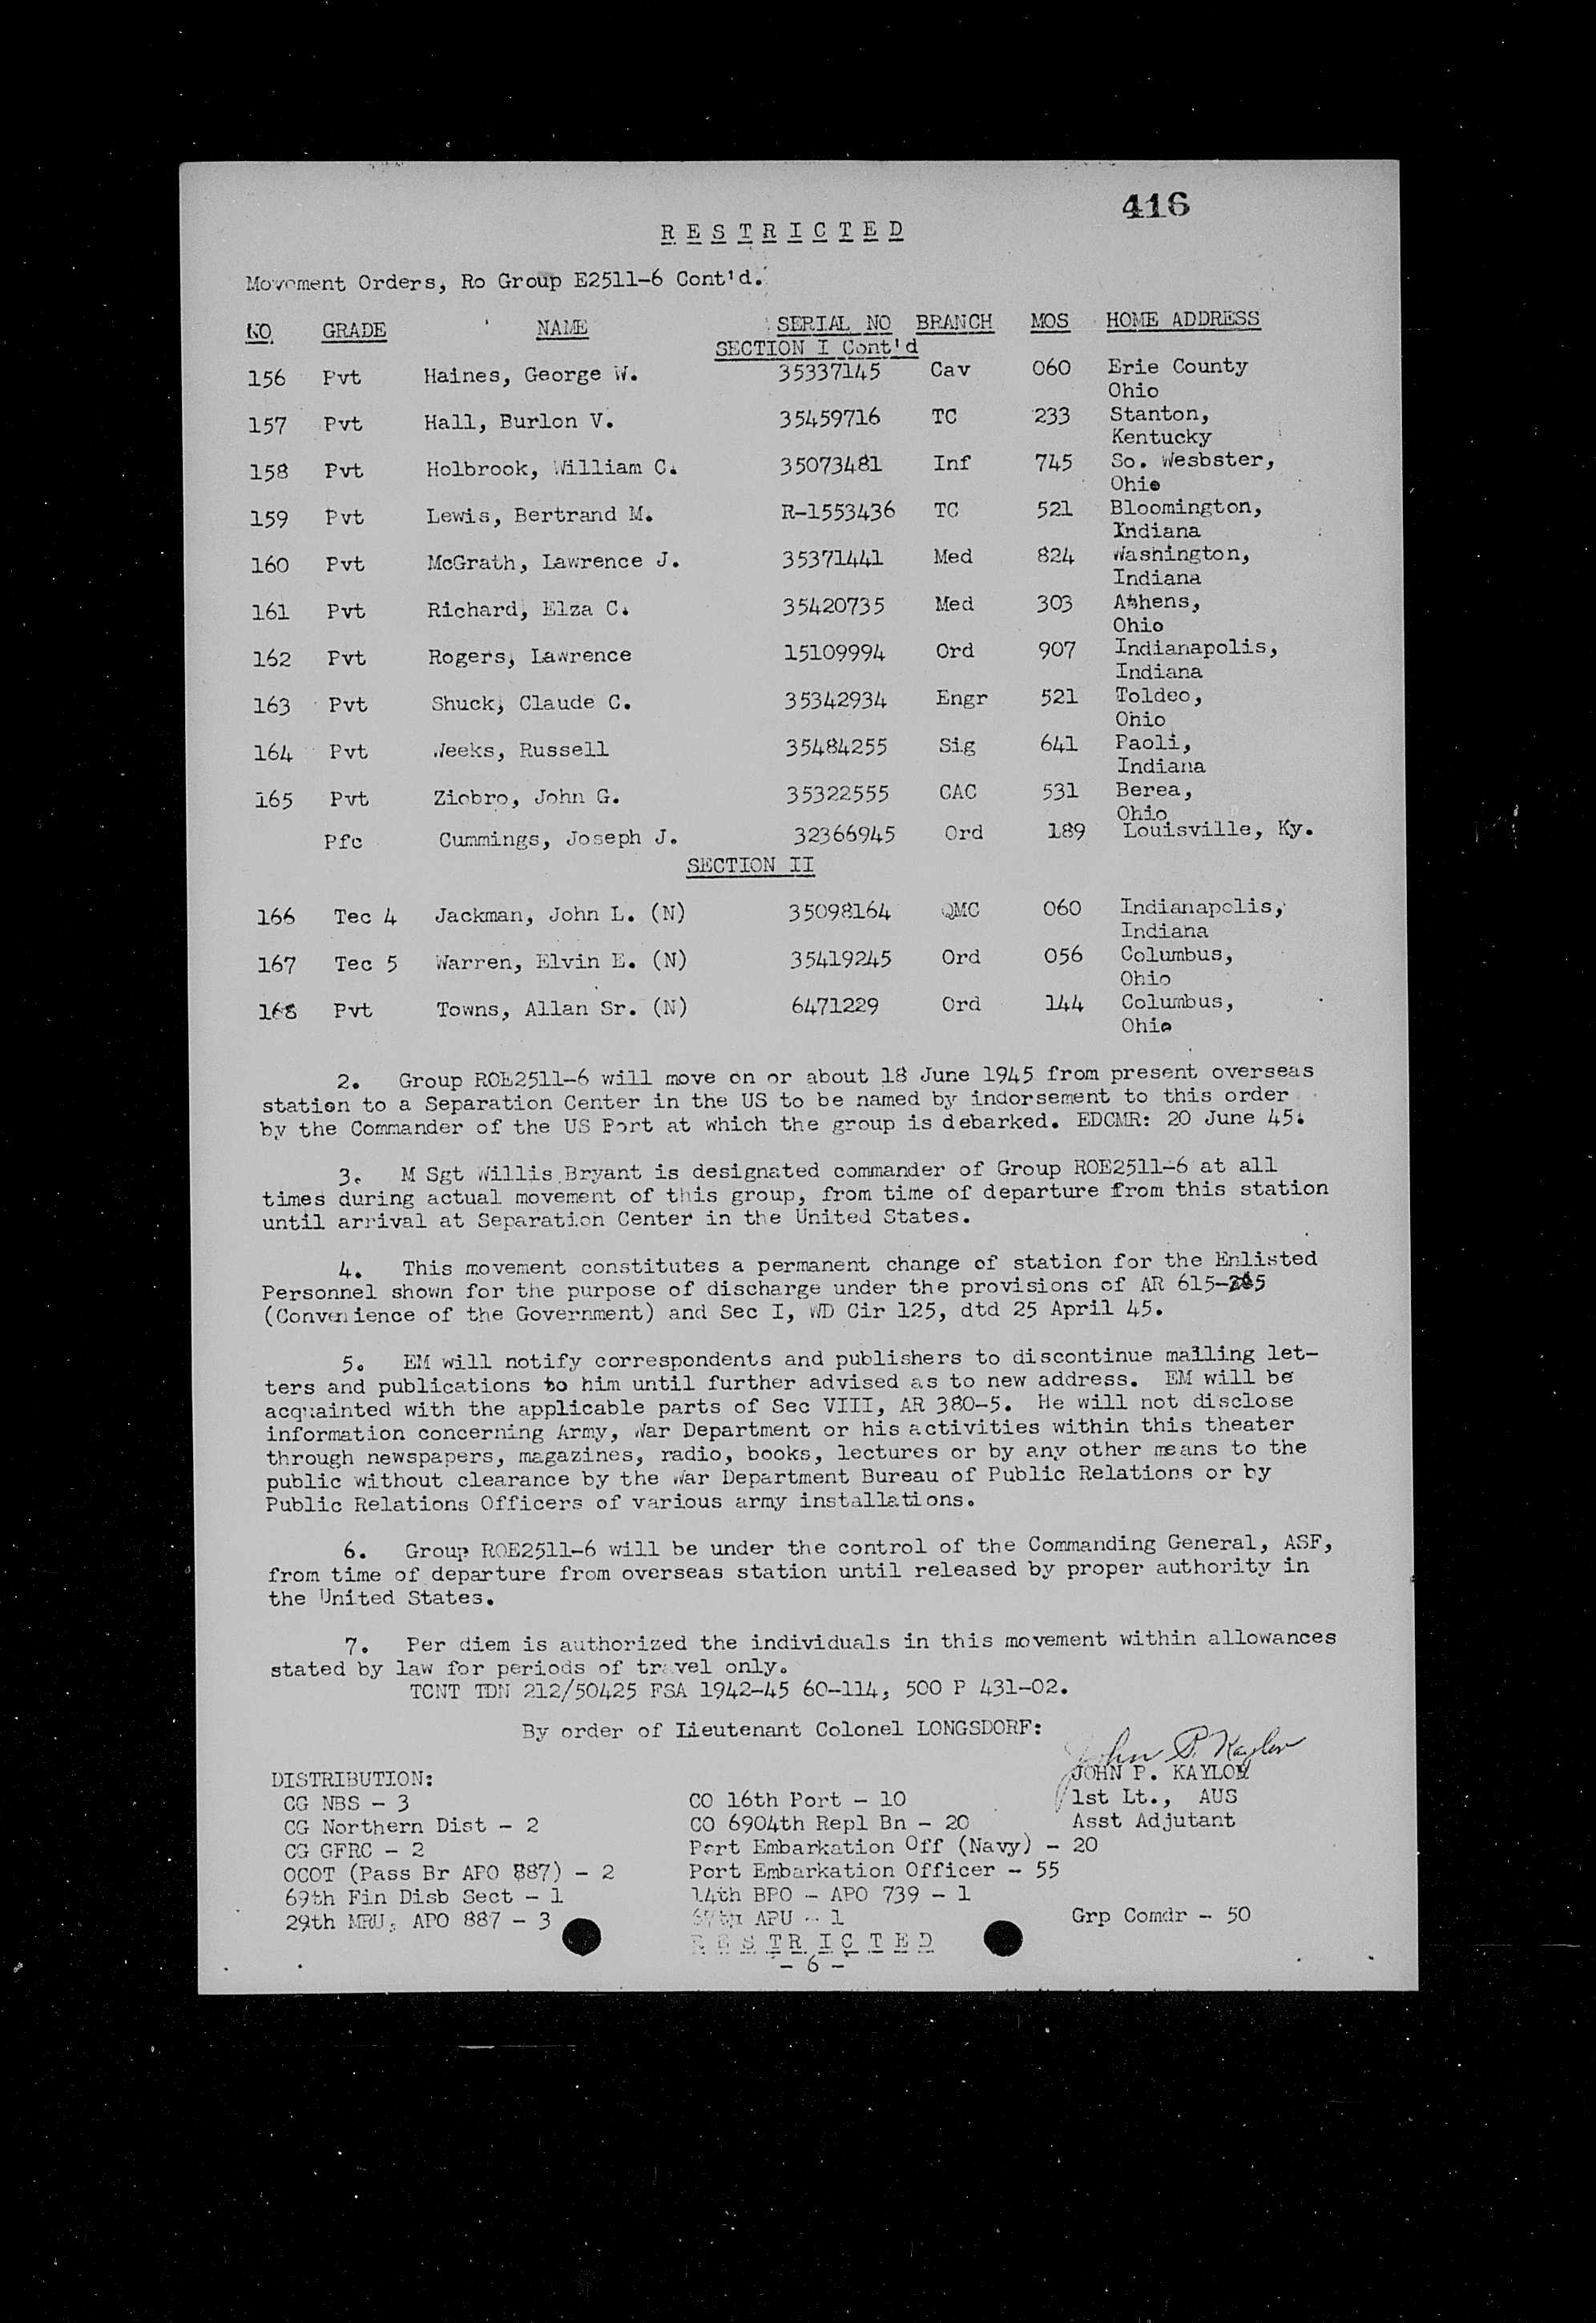 416
RESTRICTED
Movement Orders, Ro Group E2511-6 Cont'd.
NO. GRADE NAME SERIAL NO BRANCH MOS HOME ADDRESS
SECTION I Cont'd
156 Pvt Haines, George W. 35337145 Cav 060 Erie County
Ohio
157 Pvt Hall, Burlon V. 35459716 TC 233 Stanton,
Kentucky
158 Pvt Holbrook, William C. 35073481 Inf 745 So. Wesbster,
Ohio
159 Pvt Lewis, Bertrand M. R-1553436 TC 521 Bloomington,
Indiana
160 Pvt McGrath, Lawrence J. 35371441 Med 824 Washington,
Indiana
161 Pvt Richard, Elza C. 35420735 Med 303 Athens,
Ohio
162 Pvt Rogers, Lawrence 15109994 Ord 907 Indianapolis,
Indiana
163 Pvt Shuck, Claude C. 35342934 Engr 521 Toldeo,
Ohio
164 Pvt Weeks, Russell 35484255 Sig 641 Paoli,
Indiana
165 Pvt Ziobro, John G. 35322555 CAC 531 Berea,
Ohio
Pfc Cummings, Joseph J. 32366945 Ord 189 Louisville, Ky.
SECTION II
166 Tec 4 Jackman, John L. (N) 35098164 QMC 060 Indianapolis,
Indiana
167 Tec 5 Warren, Elvin E. (N) 35419245 Ord 056 Columbus,
Ohio
168 Pvt Towns, Allan Sr. (N) 6471229 Ord 144 Columbus,
Ohio
2. Group ROE2511-6 will move on or about 18 June 1945 from present overseas
station to a Separation Center in the US to be named by indorsement to this order
by the Commander of the US Port at which the group is debarked. EDCMR: 20 June 45.
3. M Sgt Willis Bryant is designated commander of Group ROE2511-6 at all
times during actual movement of this group, from time of departure from this station
until arrival at Separation Center in the United States.
4. This movement constitutes a permanent change of station for the Enlisted
Personnel shown for the purpose of discharge under the provisions of AR
(Convenience of the Government) and Sec I, WD Cir 125, dtd 25 April 45.
5. EM will notify correspondents and publishers to discontinue mailing let-
ters and publications to him until further advised as to new address. EM will be
acquainted with the applicable parts of Sec VIII, AR 380-5. He will not disclose
information concerning Army, War Department or his activities within this theater
through newspapers, magazines, radio, books, lectures or by any other means to the
public without clearance by the War Department Bureau of Public Relations or by
Public Relations Officers of various army installations.
6. Group ROE2511-6 will be under the control of the Commanding General, ASF,
from time of departure from overseas station until released by proper authority in
the United States.
7. Per diem is authorized the individuals in this movement within allowances
stated by law for periods of travel only.
TCNT TDN 212/50425 FSA 1942-45 60-114, 500 P 431-02.
By order of Lieutenant Colonel LONGSDORF:
John P. Kaylor
JOHN P. KAYLOR
1st Lt., AUS
Asst Adjutant
DISTRIBUTION:
CG NBS - 3 CO 16th Port - 10
CG Northern Dist - 2 CO 6904th Repl Bn - 20
CG GFRC - 2 Port Embarkation Off (Navy) - 20
OCOT (Pass Br APO 887) - 2 Port Embarkation Officer - 55
69th Fin Disb Sect - 1 14th BPO - APO 739 - 1
29th MRU, APO 887 - 3 APU - 1 Grp Comdr - 50
RESTRICTED
- 6 -